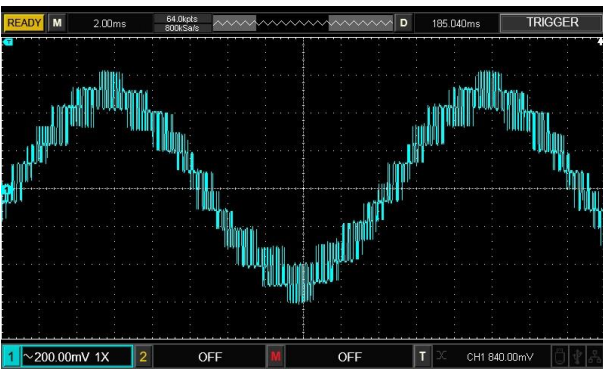 READY M 2.00ms 64.0kpts 800kSa/s D 185.040ms TRIGGER
1 ~200.00mV 1X 2 OFF M OFF T CH1 840.00mV